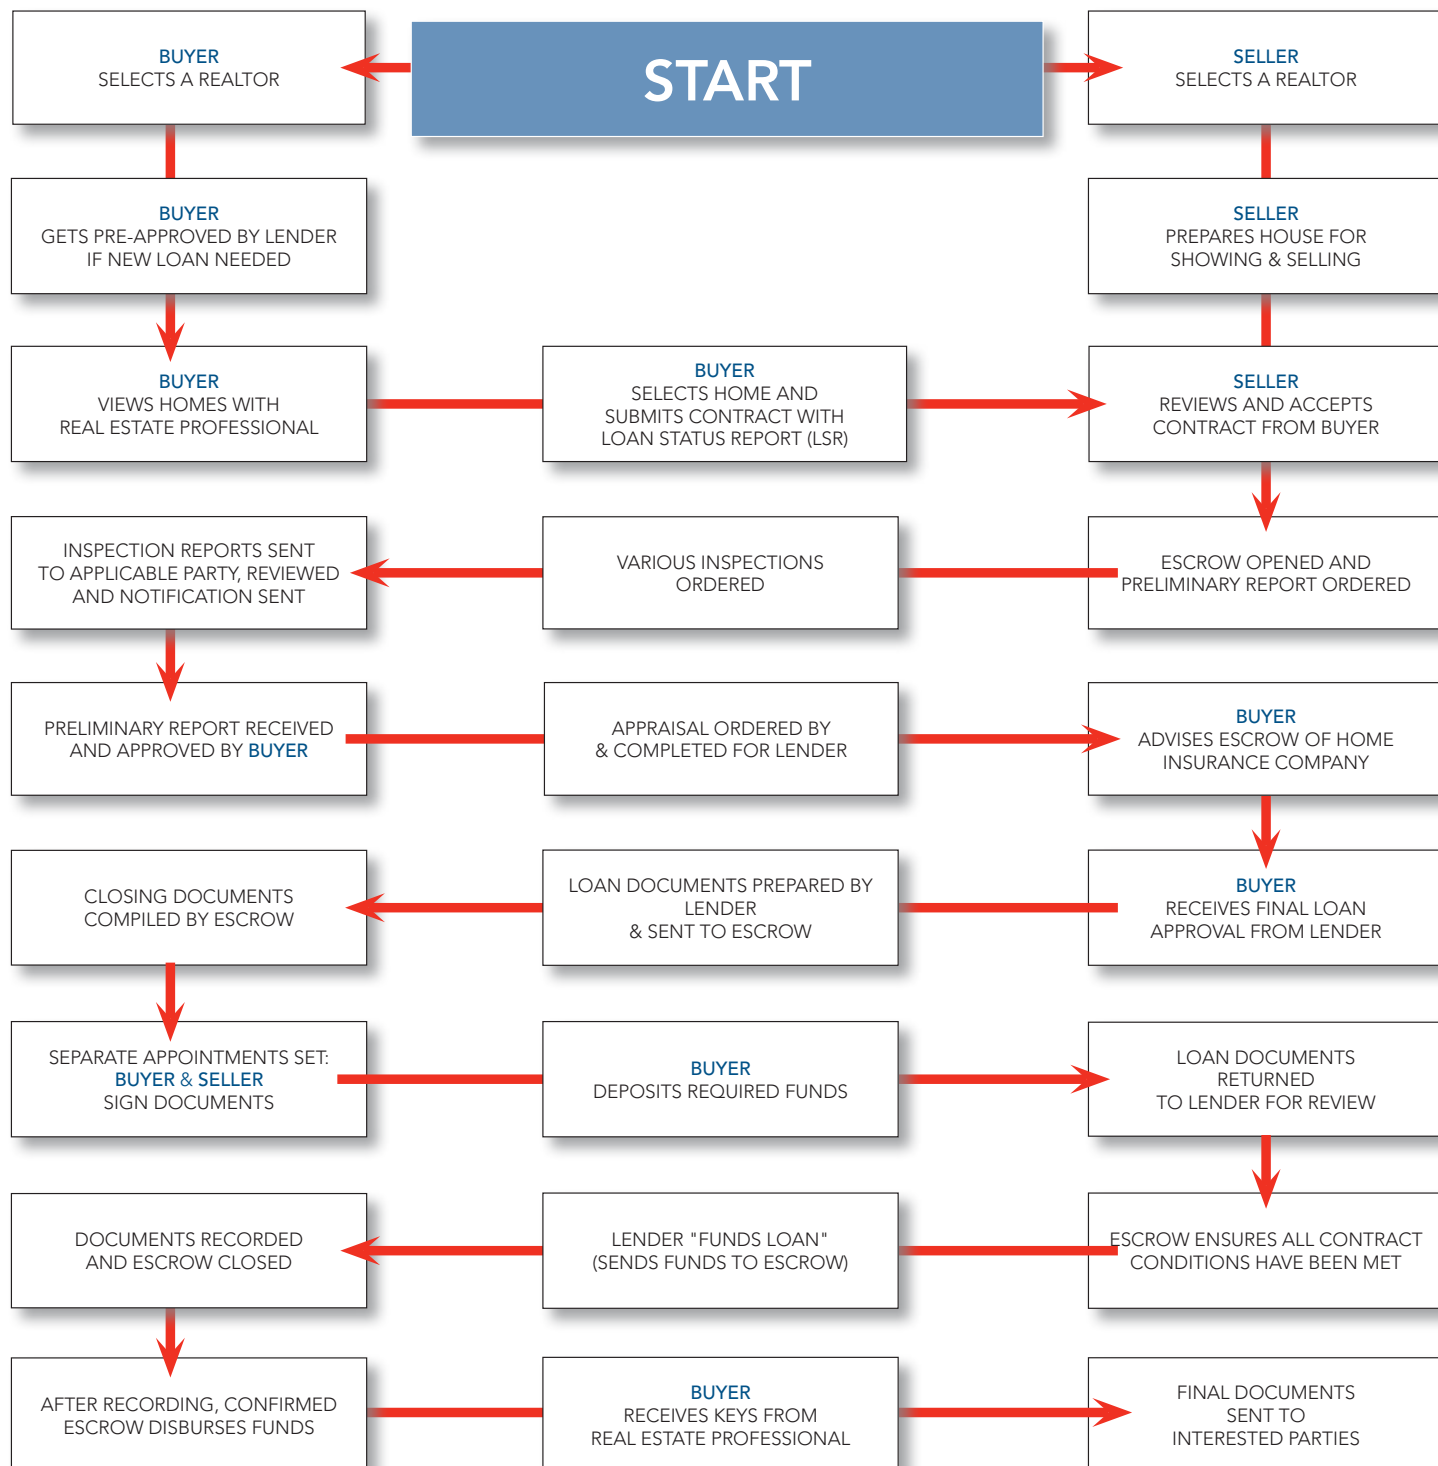 START
BUYER
SELECTS A REALTOR
SELLER
SELECTS A REALTOR
BUYER
GETS PRE-APPROVED BY LENDER
IF NEW LOAN NEEDED
SELLER
PREPARES HOUSE FOR
SHOWING & SELLING
BUYER
VIEWS HOMES WITH
REAL ESTATE PROFESSIONAL
BUYER
SELECTS HOME AND
SUBMITS CONTRACT WITH
LOAN STATUS REPORT (LSR)
SELLER
REVIEWS AND ACCEPTS
CONTRACT FROM BUYER
ESCROW OPENED AND
PRELIMINARY REPORT ORDERED
VARIOUS INSPECTIONS
ORDERED
INSPECTION REPORTS SENT
TO APPLICABLE PARTY, REVIEWED
AND NOTIFICATION SENT
PRELIMINARY REPORT RECEIVED
AND APPROVED BY BUYER
APPRAISAL ORDERED BY
& COMPLETED FOR LENDER
BUYER
ADVISES ESCROW OF HOME
INSURANCE COMPANY
BUYER
RECEIVES FINAL LOAN
APPROVAL FROM LENDER
LOAN DOCUMENTS PREPARED BY
LENDER
& SENT TO ESCROW
CLOSING DOCUMENTS
COMPILED BY ESCROW
SEPARATE APPOINTMENTS SET:
BUYER & SELLER
SIGN DOCUMENTS
BUYER
DEPOSITS REQUIRED FUNDS
LOAN DOCUMENTS
RETURNED
TO LENDER FOR REVIEW
ESCROW ENSURES ALL CONTRACT
CONDITIONS HAVE BEEN MET
LENDER "FUNDS LOAN"
(SENDS FUNDS TO ESCROW)
DOCUMENTS RECORDED
AND ESCROW CLOSED
AFTER RECORDING, CONFIRMED
ESCROW DISBURSES FUNDS
BUYER
RECEIVES KEYS FROM
REAL ESTATE PROFESSIONAL
FINAL DOCUMENTS
SENT TO
INTERESTED PARTIES